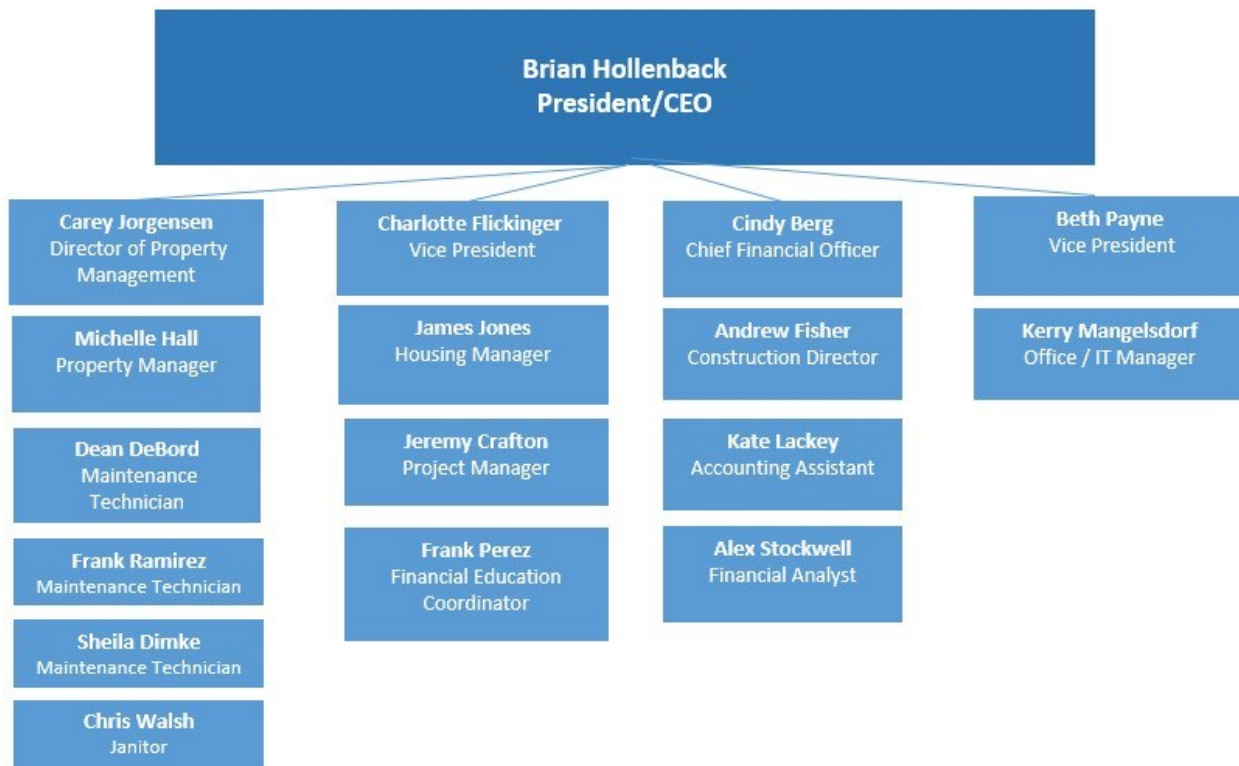 Brian Hollenback
President/CEO
Carey Jorgensen
Director of Property
Management
Michelle Hall
Property Manager
Dean DeBord
Maintenance
Technician
Frank Ramirez
Maintenance Technician
Sheila Dimke
Maintenance Technician
Chris Walsh
Janitor
Charlotte Flickinger
Vice President
James Jones
Housing Manager
Jeremy Crafton
Project Manager
Frank Perez
Financial Education
Coordinator
Cindy Berg
Chief Financial Officer
Andrew Fisher
Construction Director
Kate Lackey
Accounting Assistant
Alex Stockwell
Financial Analyst
Beth Payne
Vice President
Kerry Mangelsdorf
Office / IT Manager